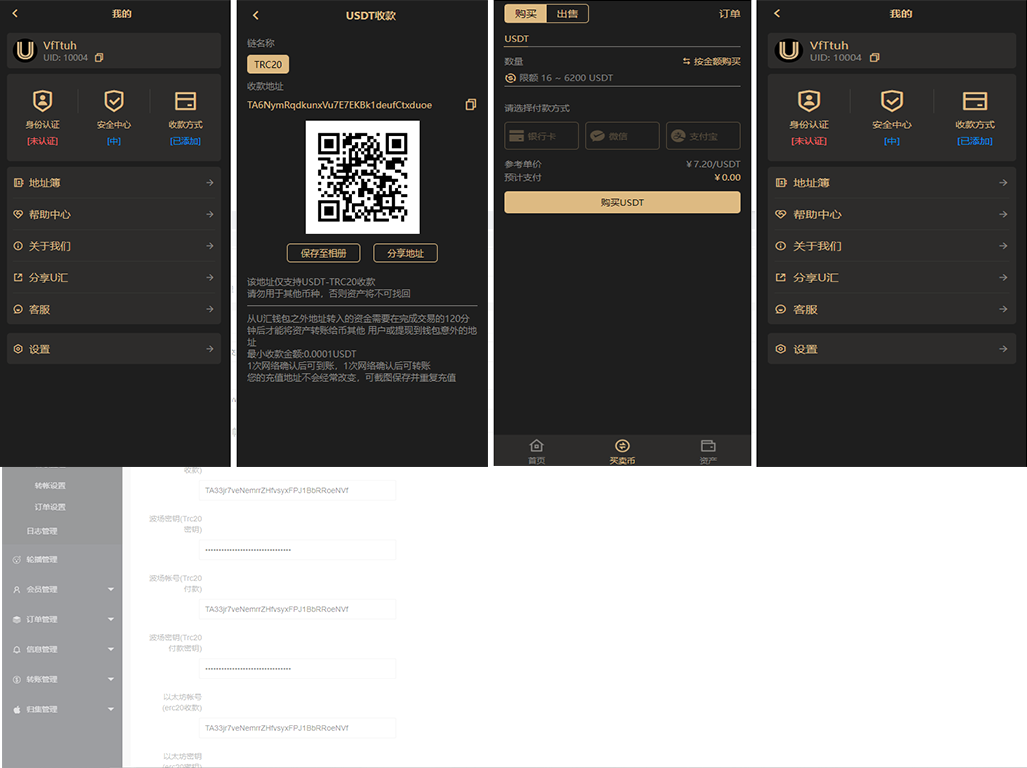 我的
VfTtuh
UID: 10004
身份认证
安全中心
收款方式
[未认证]
[中]
[已添加]
地址簿
帮助中心
关于我们
分享U汇
客服
设置
USDT收款
链名称
TRC20
收款地址
TA6NymRqdkunxVu7E7EKBk1deufCtxduoe
保存至相册
分享地址
该地址仅支持USDT-TRC20收款
请勿用于其他币种，否则资产将不可找回
从U汇钱包之外地址转入的资金需要在完成交易的120分
钟后才能将资产转账给币其他 用户或提现到钱包意外的地
址
最小收款金额:0.0001USDT
1次网络确认后可到账，1次网络确认后可转账
您的充值地址不会经常改变，可截图保存并重复充值
购买
出售
订单
USDT
数量
按金额购买
限额 16 ~ 6200 USDT
请选择付款方式
银行卡
微信
支付宝
参考单价
￥7.20/USDT
预计支付
￥0.00
购买USDT
首页
买卖币
资产
我的
VfTtuh
UID: 10004
身份认证
安全中心
收款方式
[未认证]
[中]
[已添加]
地址簿
帮助中心
关于我们
分享U汇
客服
设置
转帐设置
订单设置
日志管理
轮播管理
会员管理
订单管理
信息管理
转账管理
归集管理
收款)
TA33jr7veNemrrZHfvsyxFPJ1BbRRoeNVf
波场密钥(Trc20
密钥)
波场帐号(Trc20
付款)
TA33jr7veNemrrZHfvsyxFPJ1BbRRoeNVf
波场密钥(Trc20
付款密钥)
以太坊帐号
(erc20收款)
TA33jr7veNemrrZHfvsyxFPJ1BbRRoeNVf
以太坊密钥